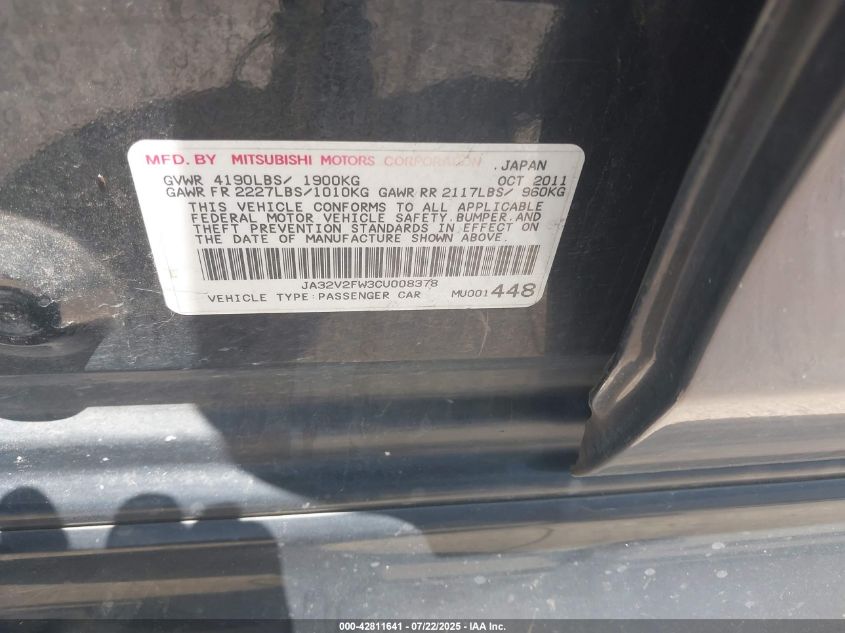 MFD. BY MITSUBISHI MOTORS CORPORATION . JAPAN
GVWR 4190LBS/ 1900KG OCT 2011
GAWR FR 2227LBS/1010KG GAWR RR 2117LBS/ 960KG
THIS VEHICLE CONFORMS TO ALL APPLICABLE
FEDERAL MOTOR VEHICLE SAFETY.BUMPER.AND
THEFT PREVENTION STANDARDS IN EFFECT ON
THE DATE OF MANUFACTURE SHOWN ABOVE.
JA32V2FW3CU008378
VEHICLE TYPE:PASSENGER CAR MU001448
000-42811641 / 07/22/2025 - IAA Inc.